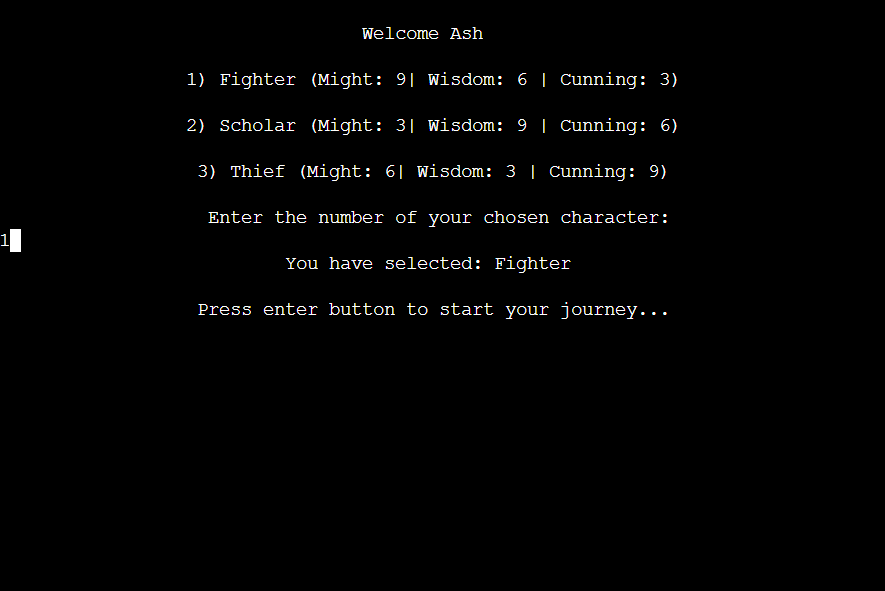 Welcome Ash
1) Fighter (Might: 9| Wisdom: 6 | Cunning: 3)
2) Scholar (Might: 3| Wisdom: 9 | Cunning: 6)
3) Thief (Might: 6| Wisdom: 3 | Cunning: 9)
Enter the number of your chosen character:
1
You have selected: Fighter
Press enter button to start your journey...